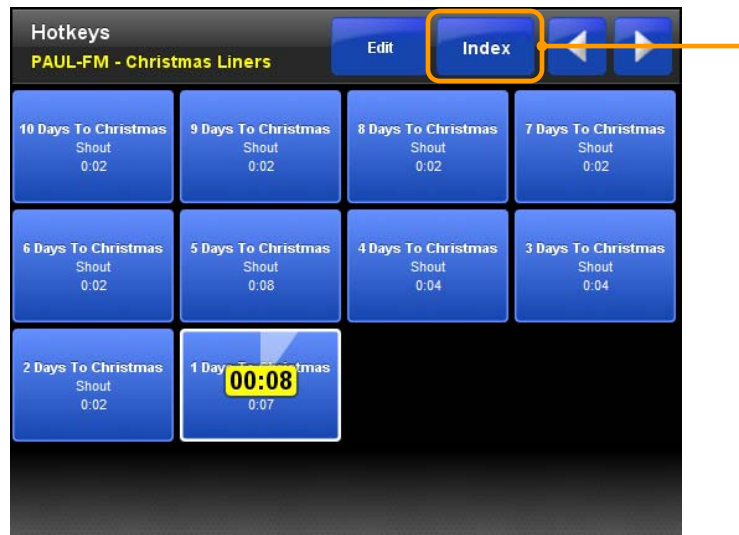 Hotkeys
PAUL-FM - Christmas Liners
Edit
Index
10 Days To Christmas
Shout
0:02
9 Days To Christmas
Shout
0:02
8 Days To Christmas
Shout
0:02
7 Days To Christmas
Shout
0:02
6 Days To Christmas
Shout
0:02
5 Days To Christmas
Shout
0:08
4 Days To Christmas
Shout
0:04
3 Days To Christmas
Shout
0:04
2 Days To Christmas
Shout
0:02
1 Day
00:08
0:07